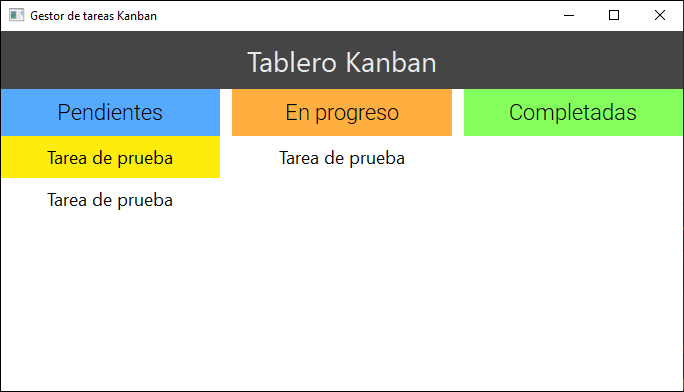 Gestor de tareas Kanban
Tablero Kanban
Pendientes
En progreso
Completadas
Tarea de prueba
Tarea de prueba
Tarea de prueba